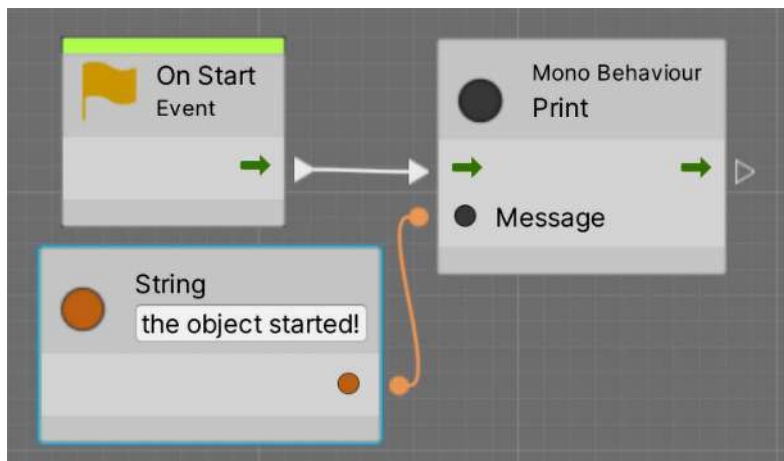 On Start
Event
Mono Behaviour
Print
Message
String
the object started!